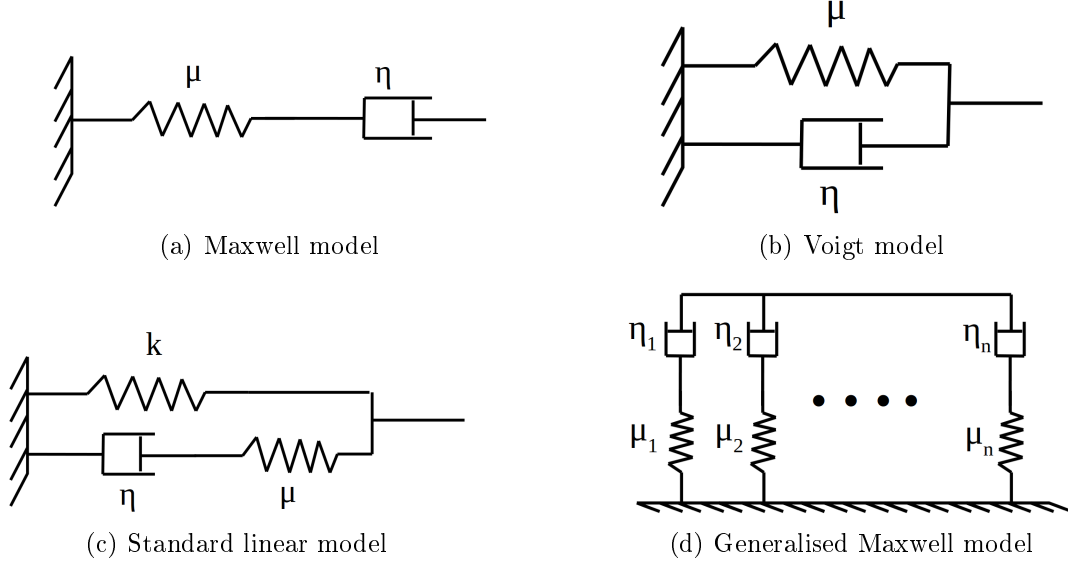 μ
η
μ
η
(a) Maxwell model
(b) Voigt model
k
η
μ
η1
η2
ηn
μ1
μ2
μn
(c) Standard linear model
(d) Generalised Maxwell model